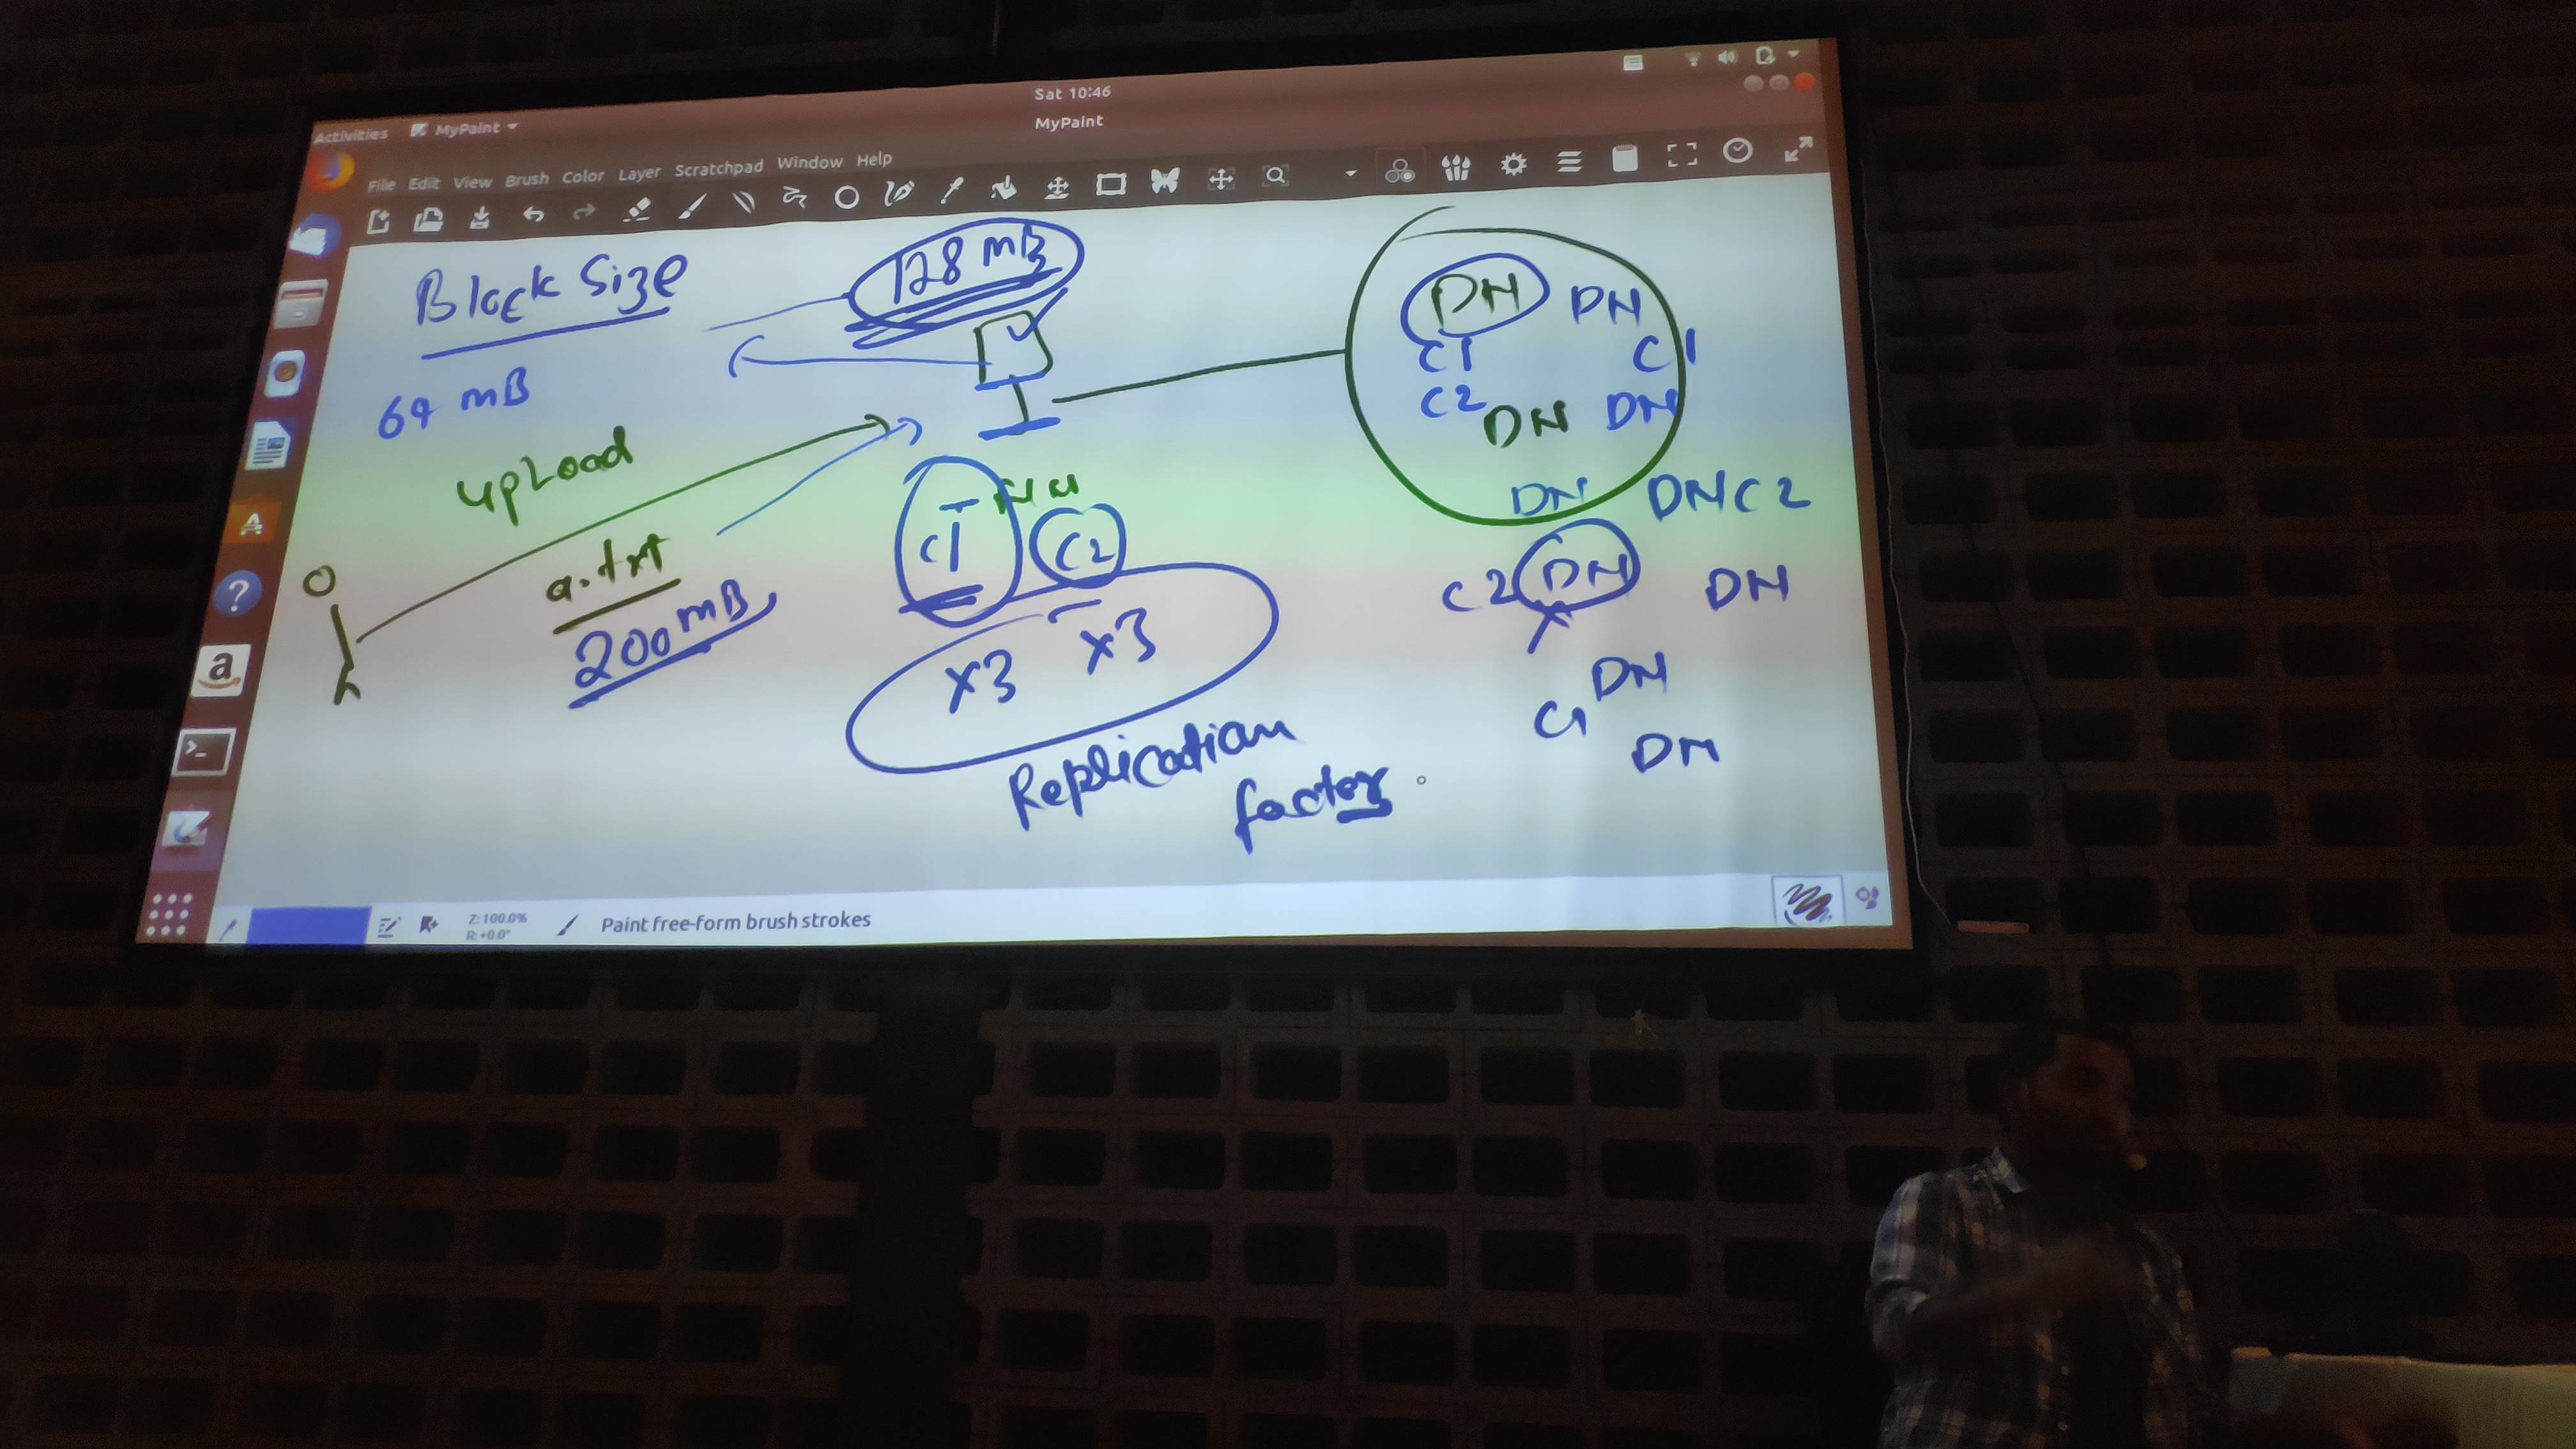 Sat 10:46
Activities MyPaint
MyPaint
File Edit View Brush Color Layer Scratchpad Window Help
Block Size
128 mB
64 mB
DN DN
C1 C1
C2 DN DN
DN DNC2
upload
NN
C1 C2
a.txt
200mB
C2 DN DN
x3 x3
DN
C1
DN
Replication
factor
Z: 100.0%
R: +0.0°
Paint free-form brush strokes